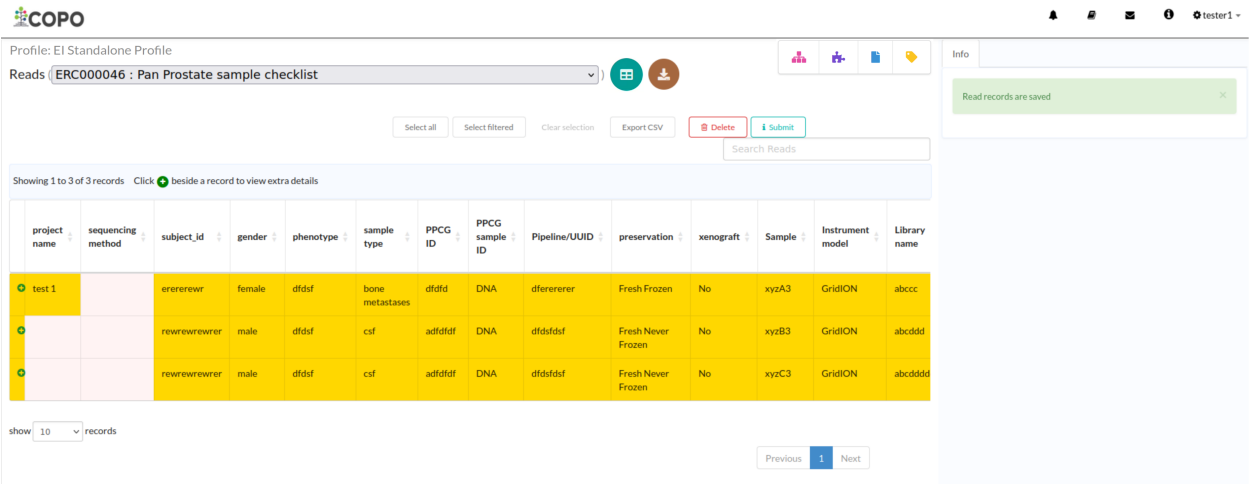 COPO
tester1
Profile: EI Standalone Profile
Reads ( ERC000046 : Pan Prostate sample checklist )
Info
Read records are saved ×
Select all Select filtered Clear selection Export CSV Delete Submit
Search Reads
Showing 1 to 3 of 3 records Click beside a record to view extra details
project name sequencing method subject_id gender phenotype sample type PPCG ID PPCG sample ID Pipeline/UUID preservation xenograft Sample Instrument model Library name
test 1 erererewr female dfdsf bone metastases dfdfd DNA dferererer Fresh Frozen No xyzA3 GridION abccc
rewrewrewrer male dfdsf csf adfdfdf DNA dfdsfdsf Fresh Never Frozen No xyzB3 GridION abcddd
rewrewrewrer male dfdsf csf adfdfdf DNA dfdsfdsf Fresh Never Frozen No xyzC3 GridION abcdddd
show 10 records
Previous 1 Next